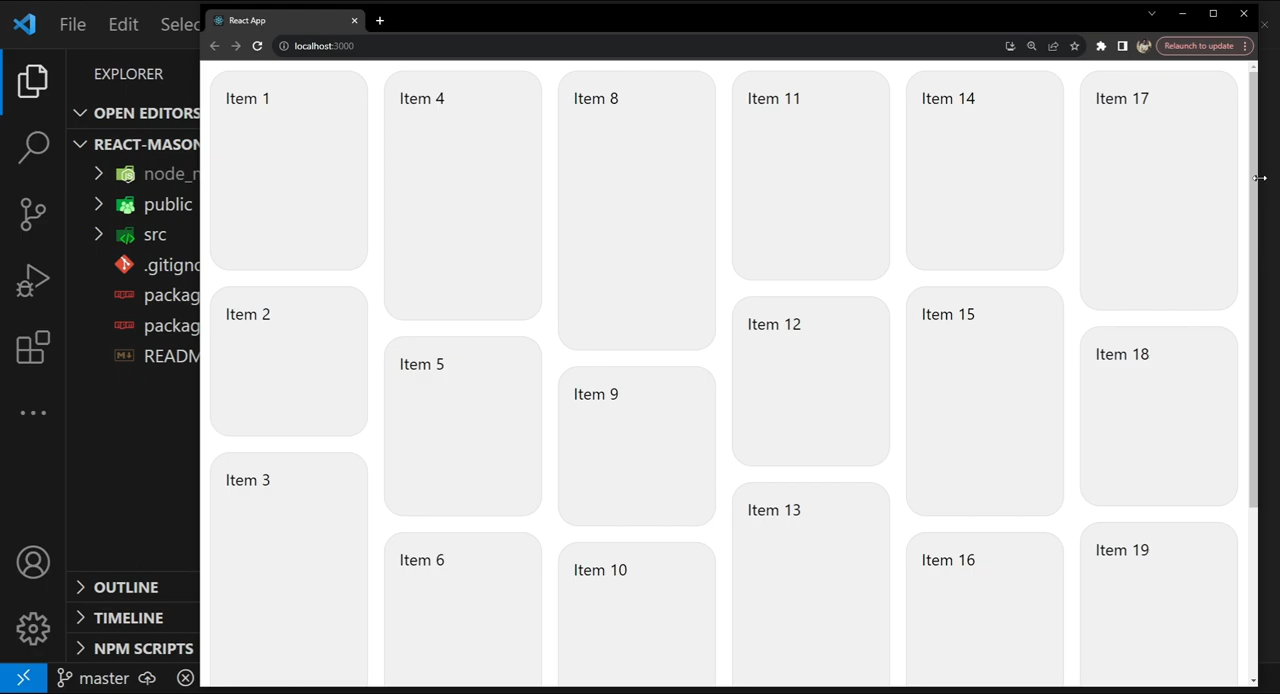 File Edit Selec
React App
localhost:3000
Relaunch to update
EXPLORER
OPEN EDITORS
REACT-MASON
node_m
public
src
.gitigno
packag
packag
READM
OUTLINE
TIMELINE
NPM SCRIPTS
master
Item 1
Item 2
Item 3
Item 4
Item 5
Item 6
Item 8
Item 9
Item 10
Item 11
Item 12
Item 13
Item 14
Item 15
Item 16
Item 17
Item 18
Item 19